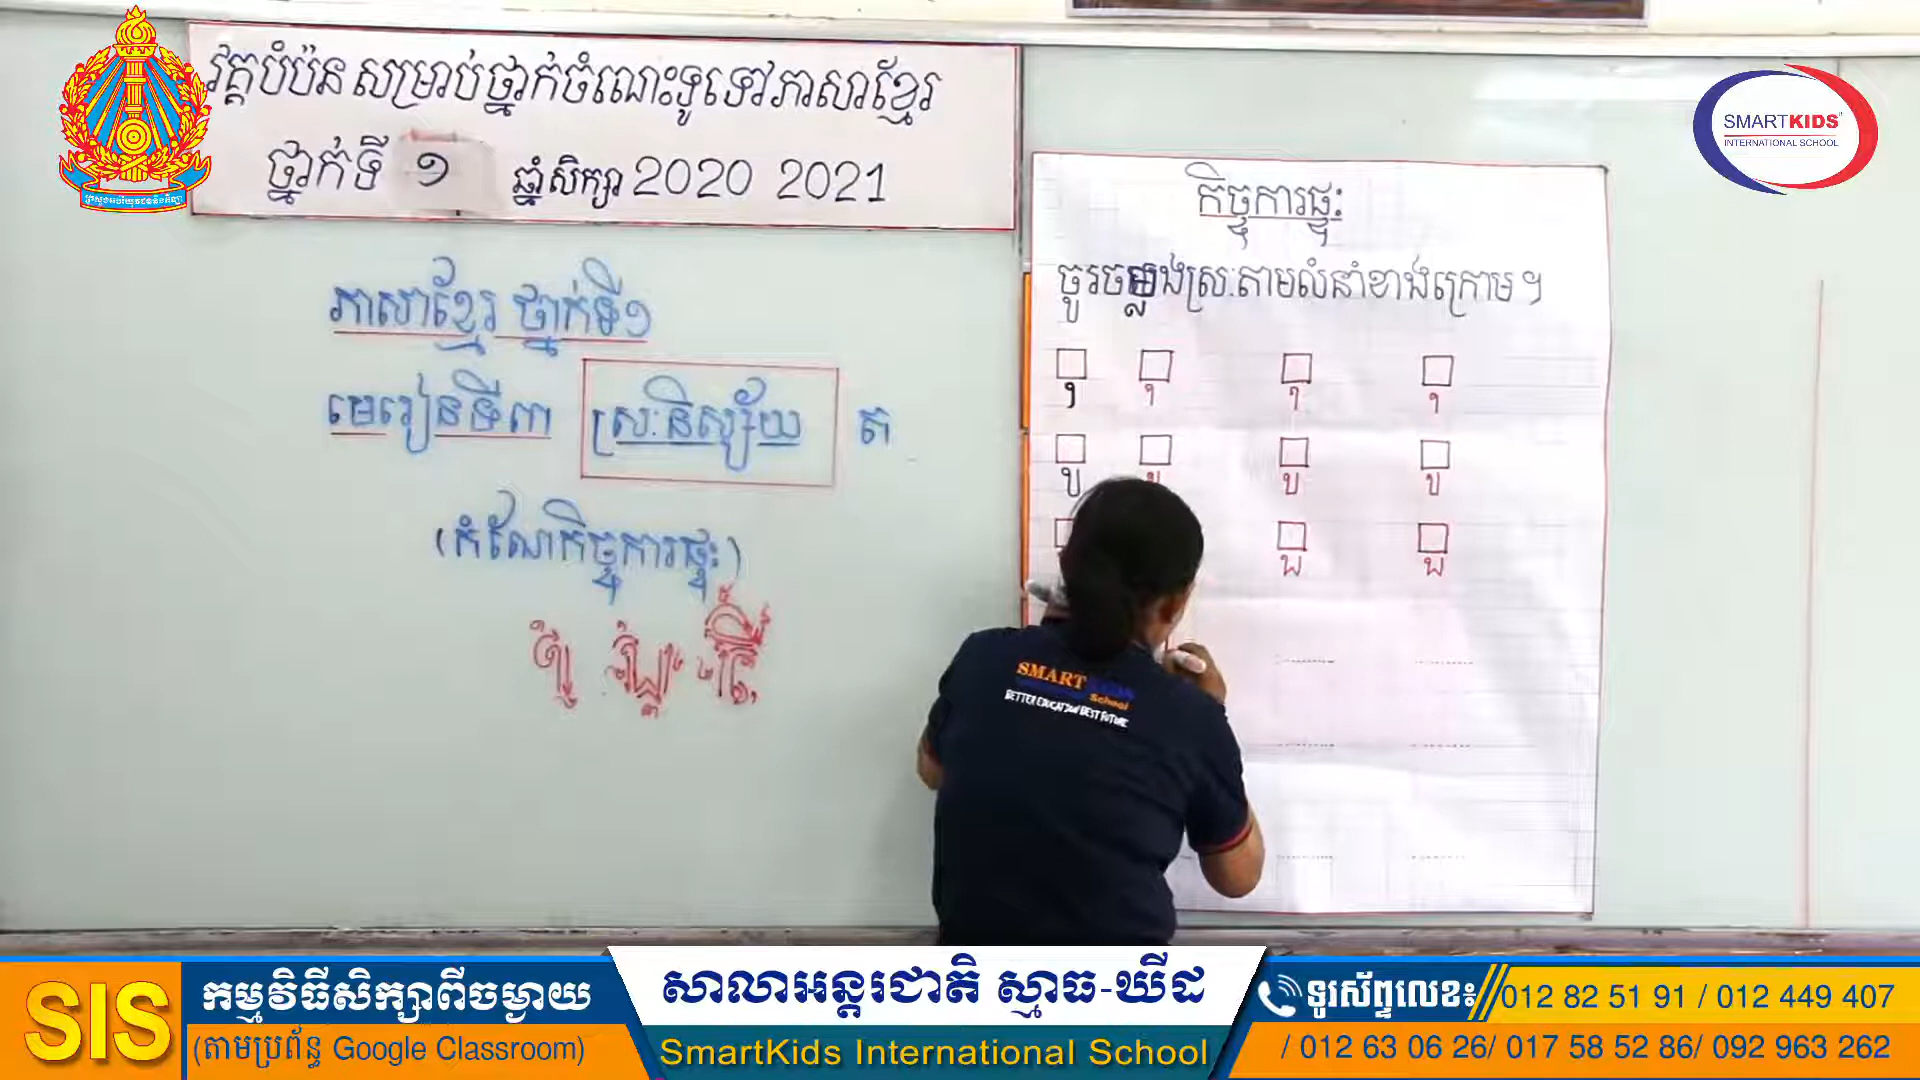 វគ្គបំប៉នសម្រាប់ថ្នាក់ចំណេះទូទៅភាសាខ្មែរ
ថ្នាក់ទី ១ ឆ្នាំសិក្សា 2020 2021
ភាសាខ្មែរ ថ្នាក់ទី១
មេរៀនទី៣ ស្រៈនិស្ស័យ ត
(កំណែកិច្ចការផ្ទះ)
SMARTKIDS
INTERNATIONAL SCHOOL
កិច្ចការផ្ទះ
ចូរចម្លងស្រៈតាមលំនាំខាងក្រោម។
ុ ុ ុ ុ
ូ ូ ូ ូ
ួ ួ
SMART KIDS
School
BETTER EDUCATION BEST FUTURE
SIS
កម្មវិធីសិក្សាពីចម្ងាយ
(តាមប្រព័ន្ធ Google Classroom)
សាលាអន្តរជាតិ ស្មាធ-ឃីដ
SmartKids International School
ទូរស័ព្ទលេខៈ 012 82 51 91 / 012 449 407
/ 012 63 06 26/ 017 58 52 86/ 092 963 262